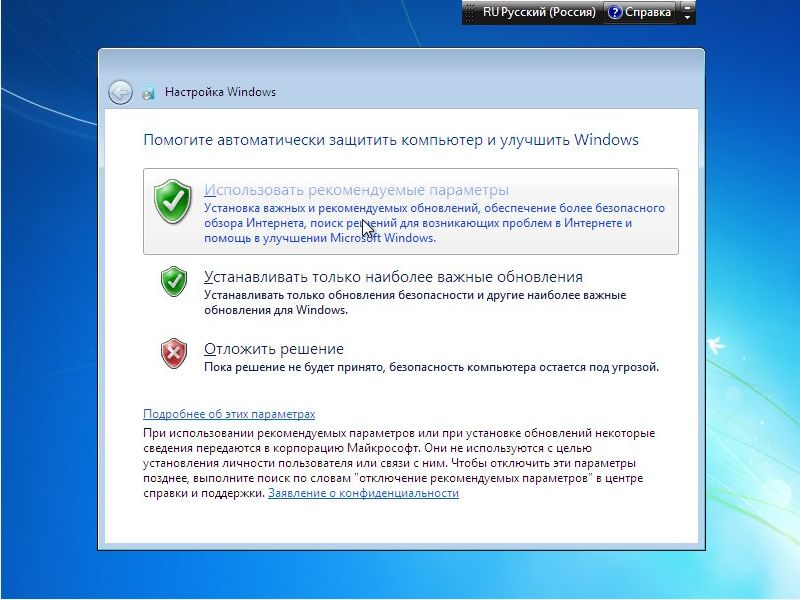 RU Русский (Россия) Справка
Настройка Windows
Помогите автоматически защитить компьютер и улучшить Windows
Использовать рекомендуемые параметры
Установка важных и рекомендуемых обновлений, обеспечение более безопасного
обзора Интернета, поиск решений для возникающих проблем в Интернете и
помощь в улучшении Microsoft Windows.
Устанавливать только наиболее важные обновления
Устанавливать только обновления безопасности и другие наиболее важные
обновления для Windows.
Отложить решение
Пока решение не будет принято, безопасность компьютера остается под угрозой.
Подробнее об этих параметрах
При использовании рекомендуемых параметров или при установке обновлений некоторые
сведения передаются в корпорацию Майкрософт. Они не используются с целью
установления личности пользователя или связи с ним. Чтобы отключить эти параметры
позднее, выполните поиск по словам "отключение рекомендуемых параметров" в центре
справки и поддержки. Заявление о конфиденциальности